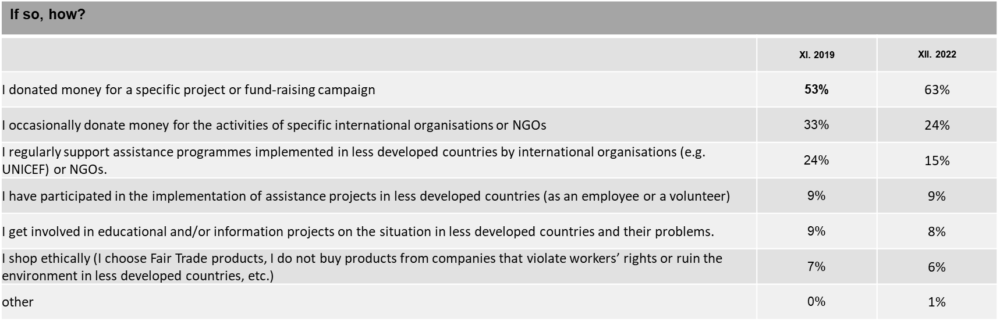 If so, how?
XI. 2019 XII. 2022
I donated money for a specific project or fund-raising campaign 53% 63%
I occasionally donate money for the activities of specific international organisations or NGOs 33% 24%
I regularly support assistance programmes implemented in less developed countries by international organisations (e.g.
UNICEF) or NGOs. 24% 15%
I have participated in the implementation of assistance projects in less developed countries (as an employee or a volunteer) 9% 9%
I get involved in educational and/or information projects on the situation in less developed countries and their problems. 9% 8%
I shop ethically (I choose Fair Trade products, I do not buy products from companies that violate workers’ rights or ruin the
environment in less developed countries, etc.) 7% 6%
other 0% 1%